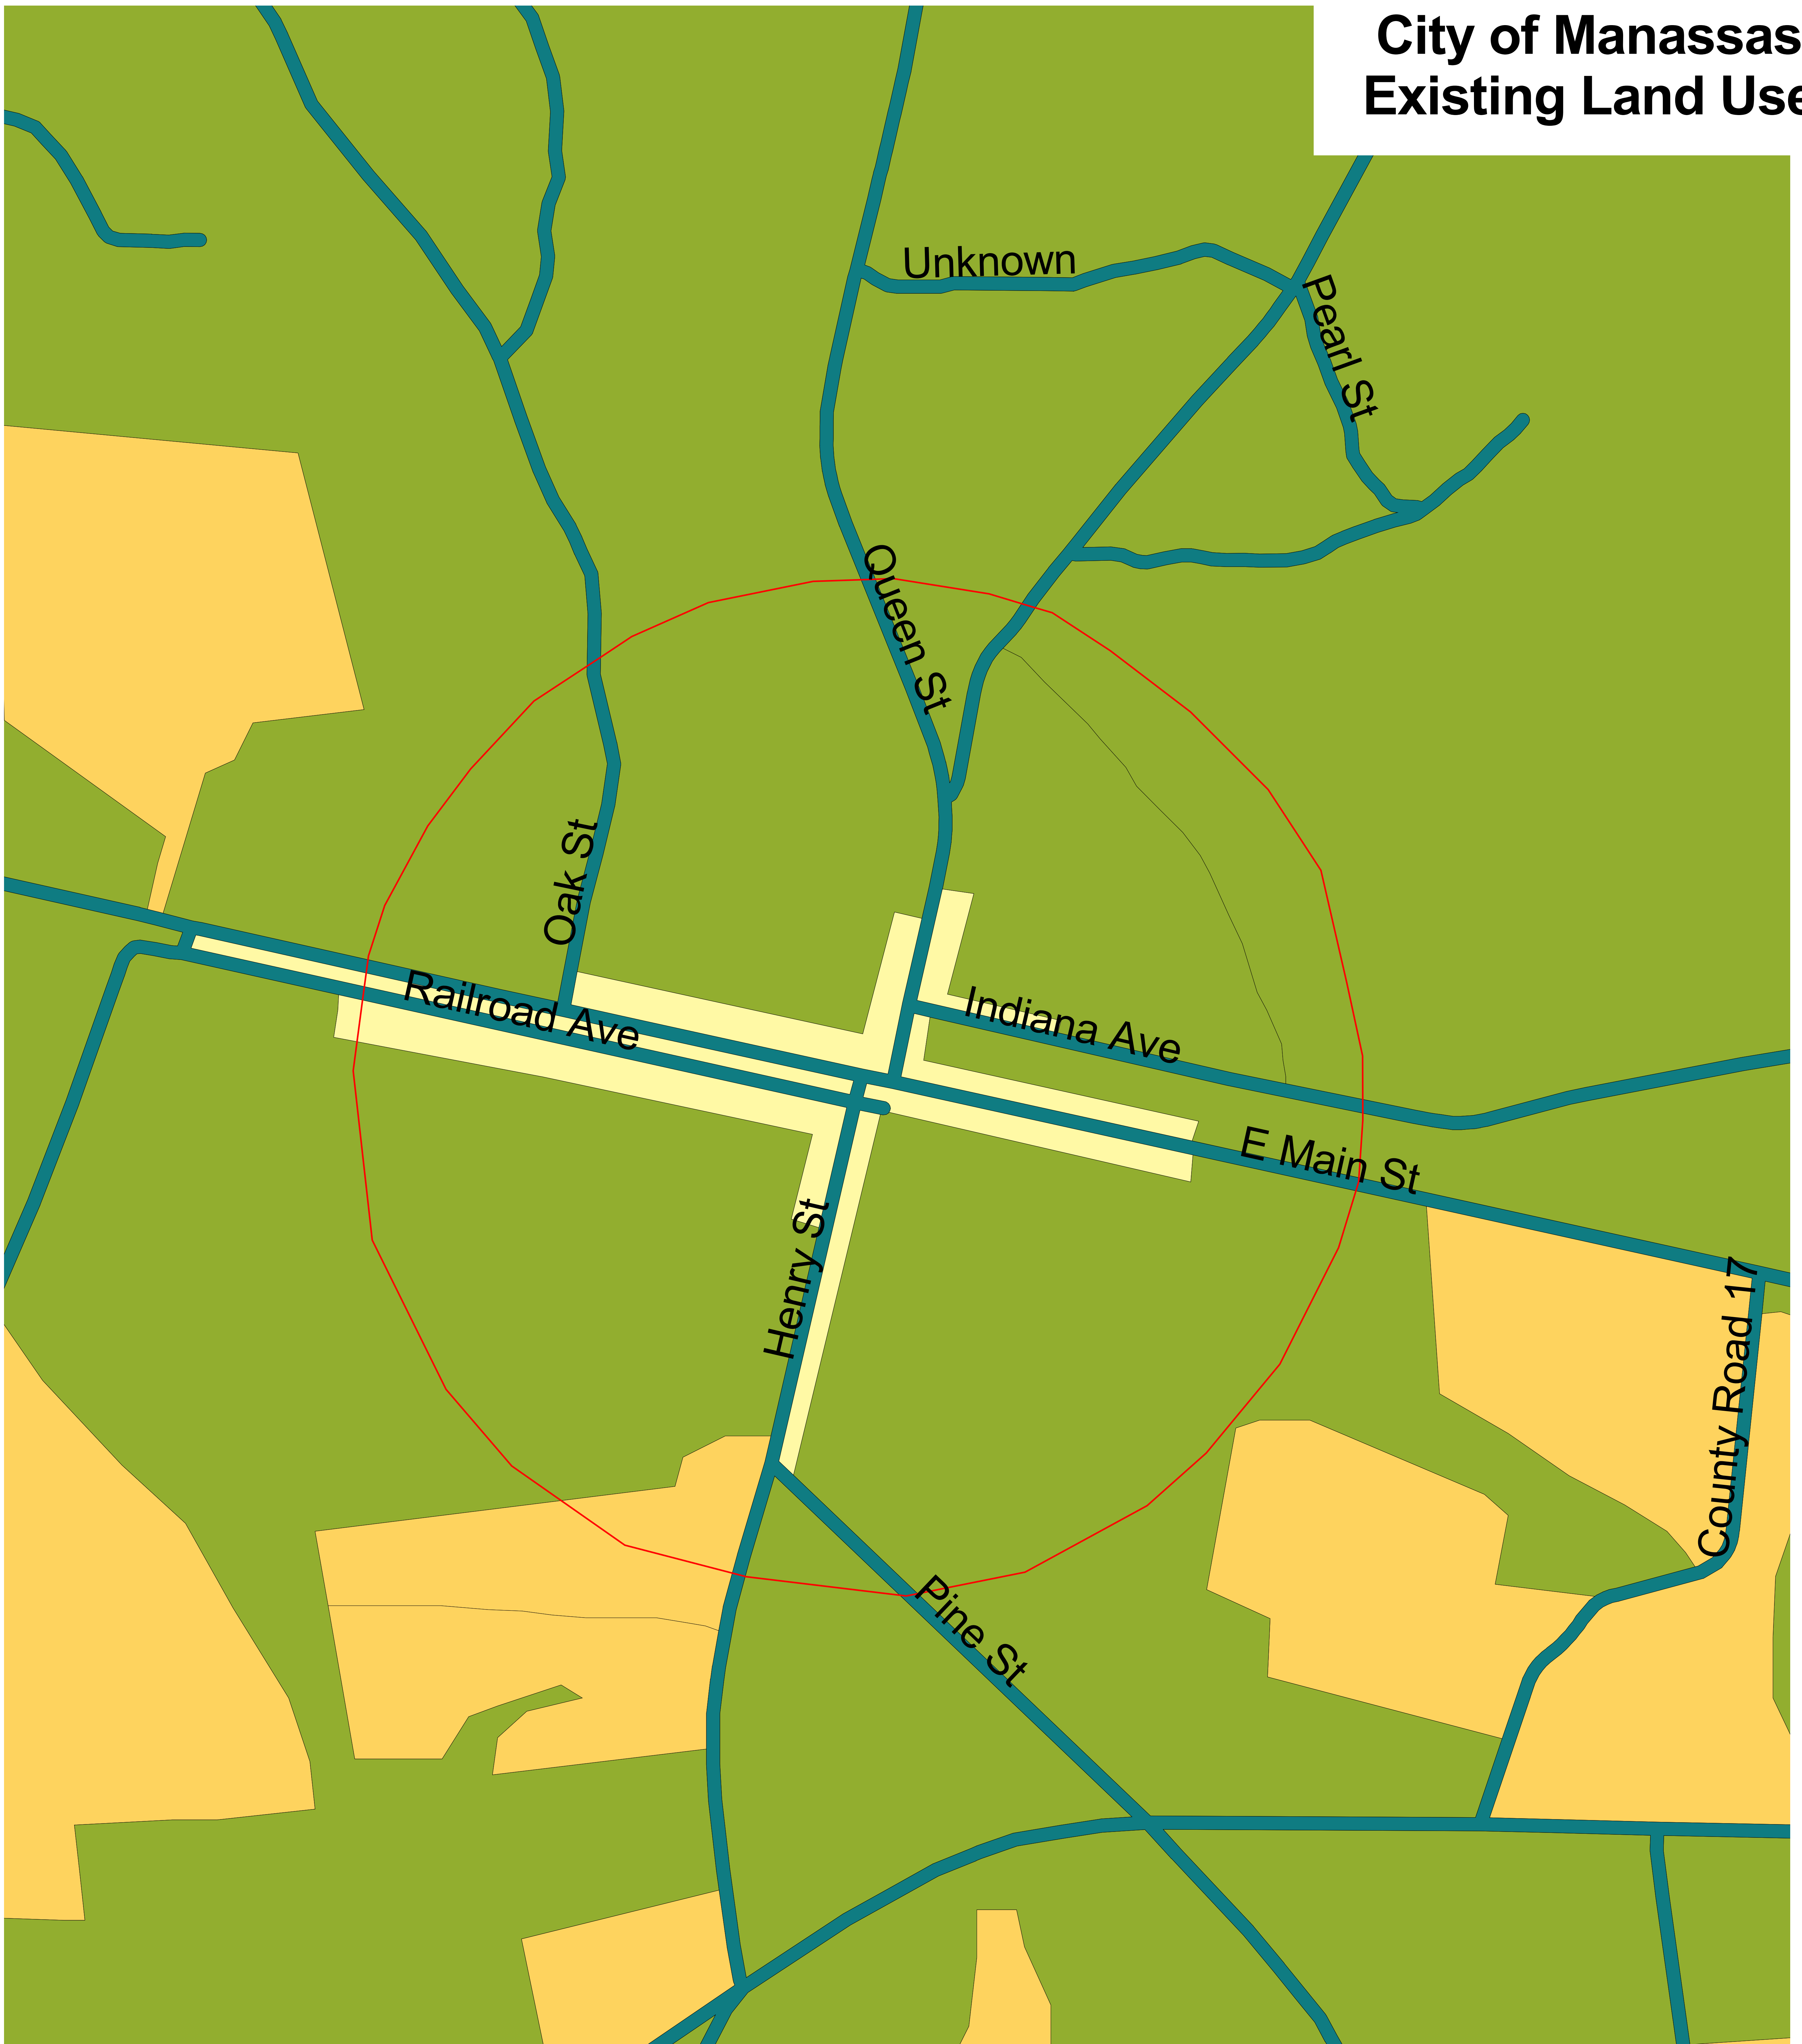 City of Manassas
Existing Land Use
Unknown
Pearl St
Queen St
Oak St
Railroad Ave
Indiana Ave
E Main St
Henry St
County Road 17
Pine St